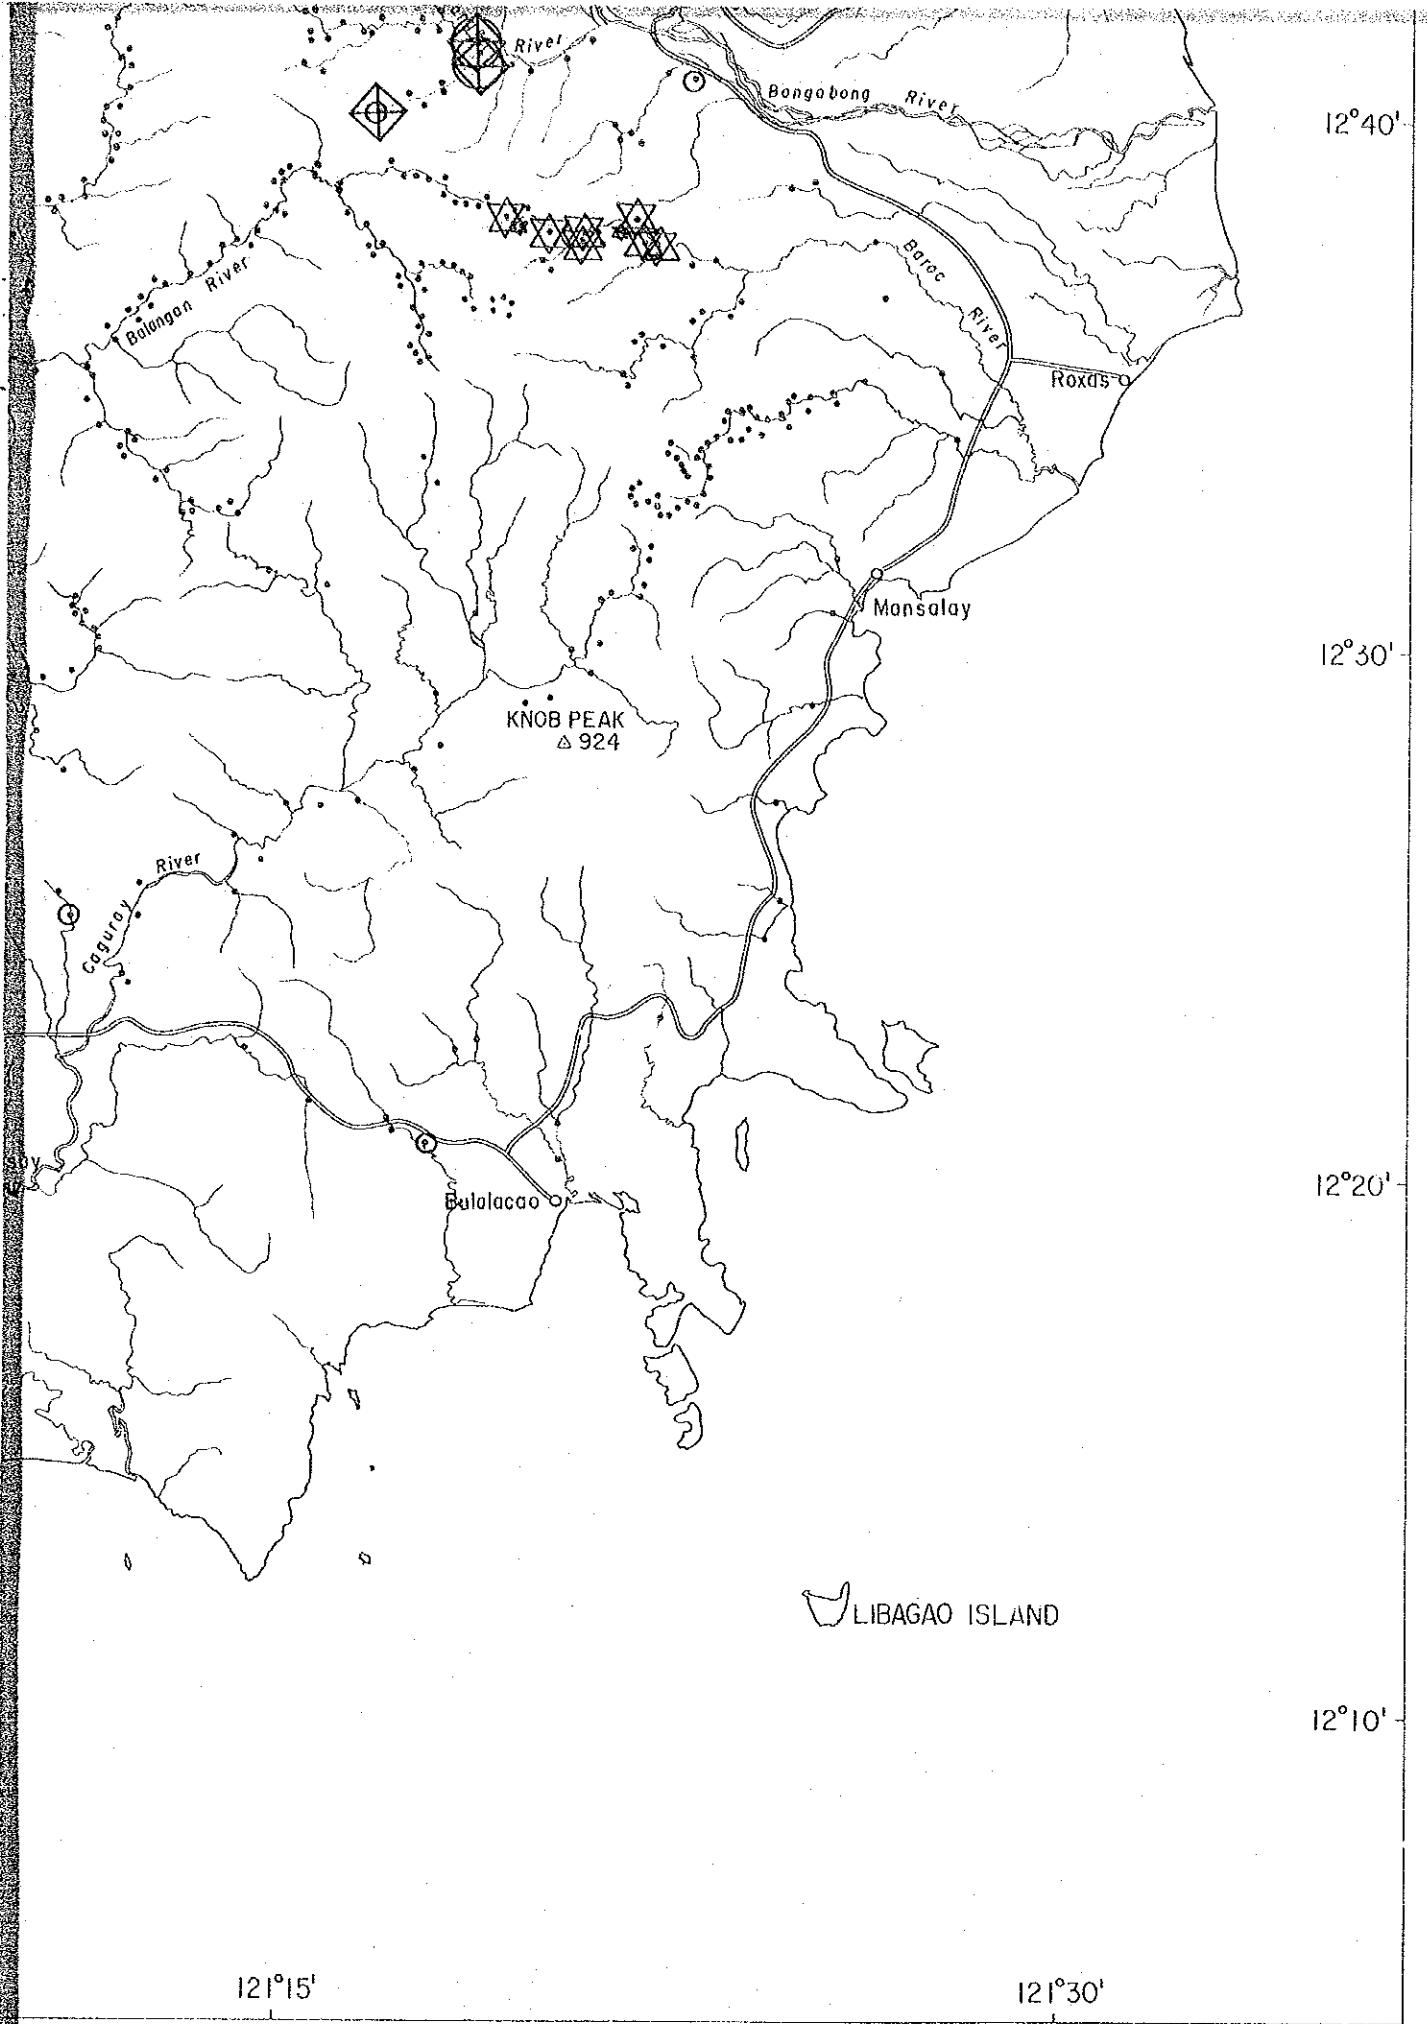 River
Bongabong River
12°40'
Balangan River
Baroc River
Roxas
Mansalay
12°30'
KNOB PEAK
924
River
Caguray
12°20'
Bulalacao
LIBAGAO ISLAND
12°10'
121°15'
121°30'